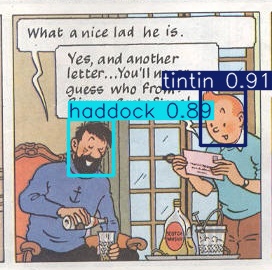 What a nice lad he is.
Yes, and another
letter...You'll
guess who from
tintin 0.91
haddock 0.89
SCOTCH